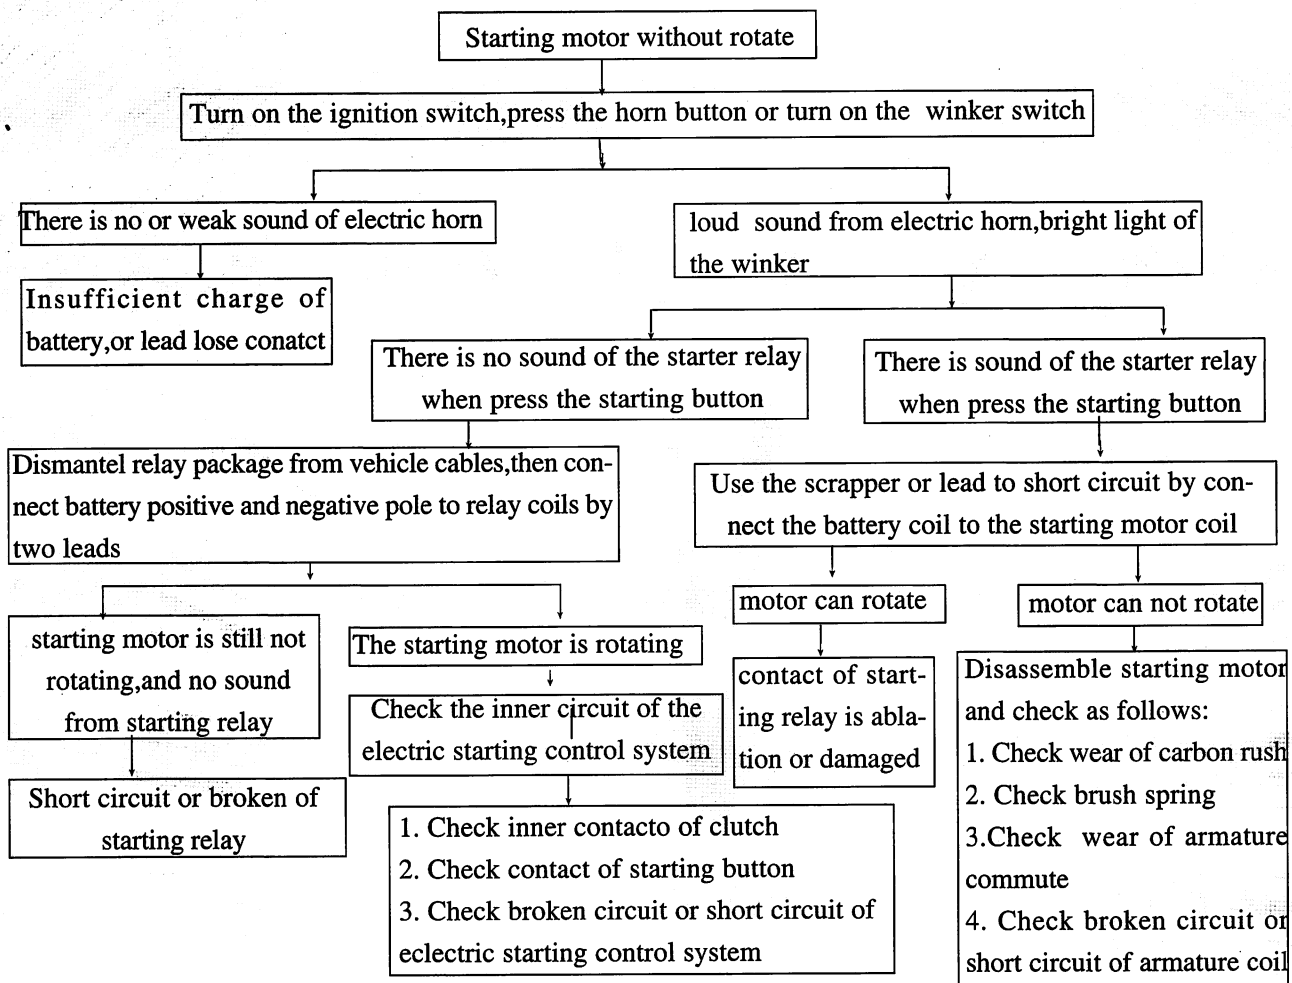 Starting motor without rotate
Turn on the ignition switch,press the horn button or turn on the winker switch
There is no or weak sound of electric horn
loud sound from electric horn,bright light of
the winker
Insufficient charge of
battery,or lead lose conatct
There is no sound of the starter relay
when press the starting button
There is sound of the starter relay
when press the starting button
Dismantel relay package from vehicle cables,then con-
nect battery positive and negative pole to relay coils by
two leads
Use the scrapper or lead to short circuit by con-
nect the battery coil to the starting motor coil
starting motor is still not
rotating,and no sound
from starting relay
The starting motor is rotating
motor can rotate
motor can not rotate
Short circuit or broken of
starting relay
Check the inner circuit of the
electric starting control system
contact of start-
ing relay is abla-
tion or damaged
1. Check inner contacto of clutch
2. Check contact of starting button
3. Check broken circuit or short circuit of
eclectric starting control system
Disassemble starting motor
and check as follows:
1. Check wear of carbon rush
2. Check brush spring
3.Check wear of armature
commute
4. Check broken circuit or
short circuit of armature coil